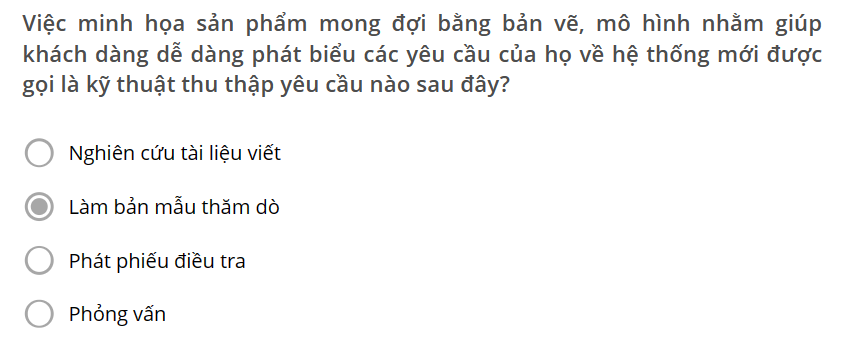 Việc minh họa sản phẩm mong đợi bằng bản vẽ, mô hình nhằm giúp
khách dàng dễ dàng phát biểu các yêu cầu của họ về hệ thống mới được
gọi là kỹ thuật thu thập yêu cầu nào sau đây?
Nghiên cứu tài liệu viết
Làm bản mẫu thăm dò
Phát phiếu điều tra
Phỏng vấn